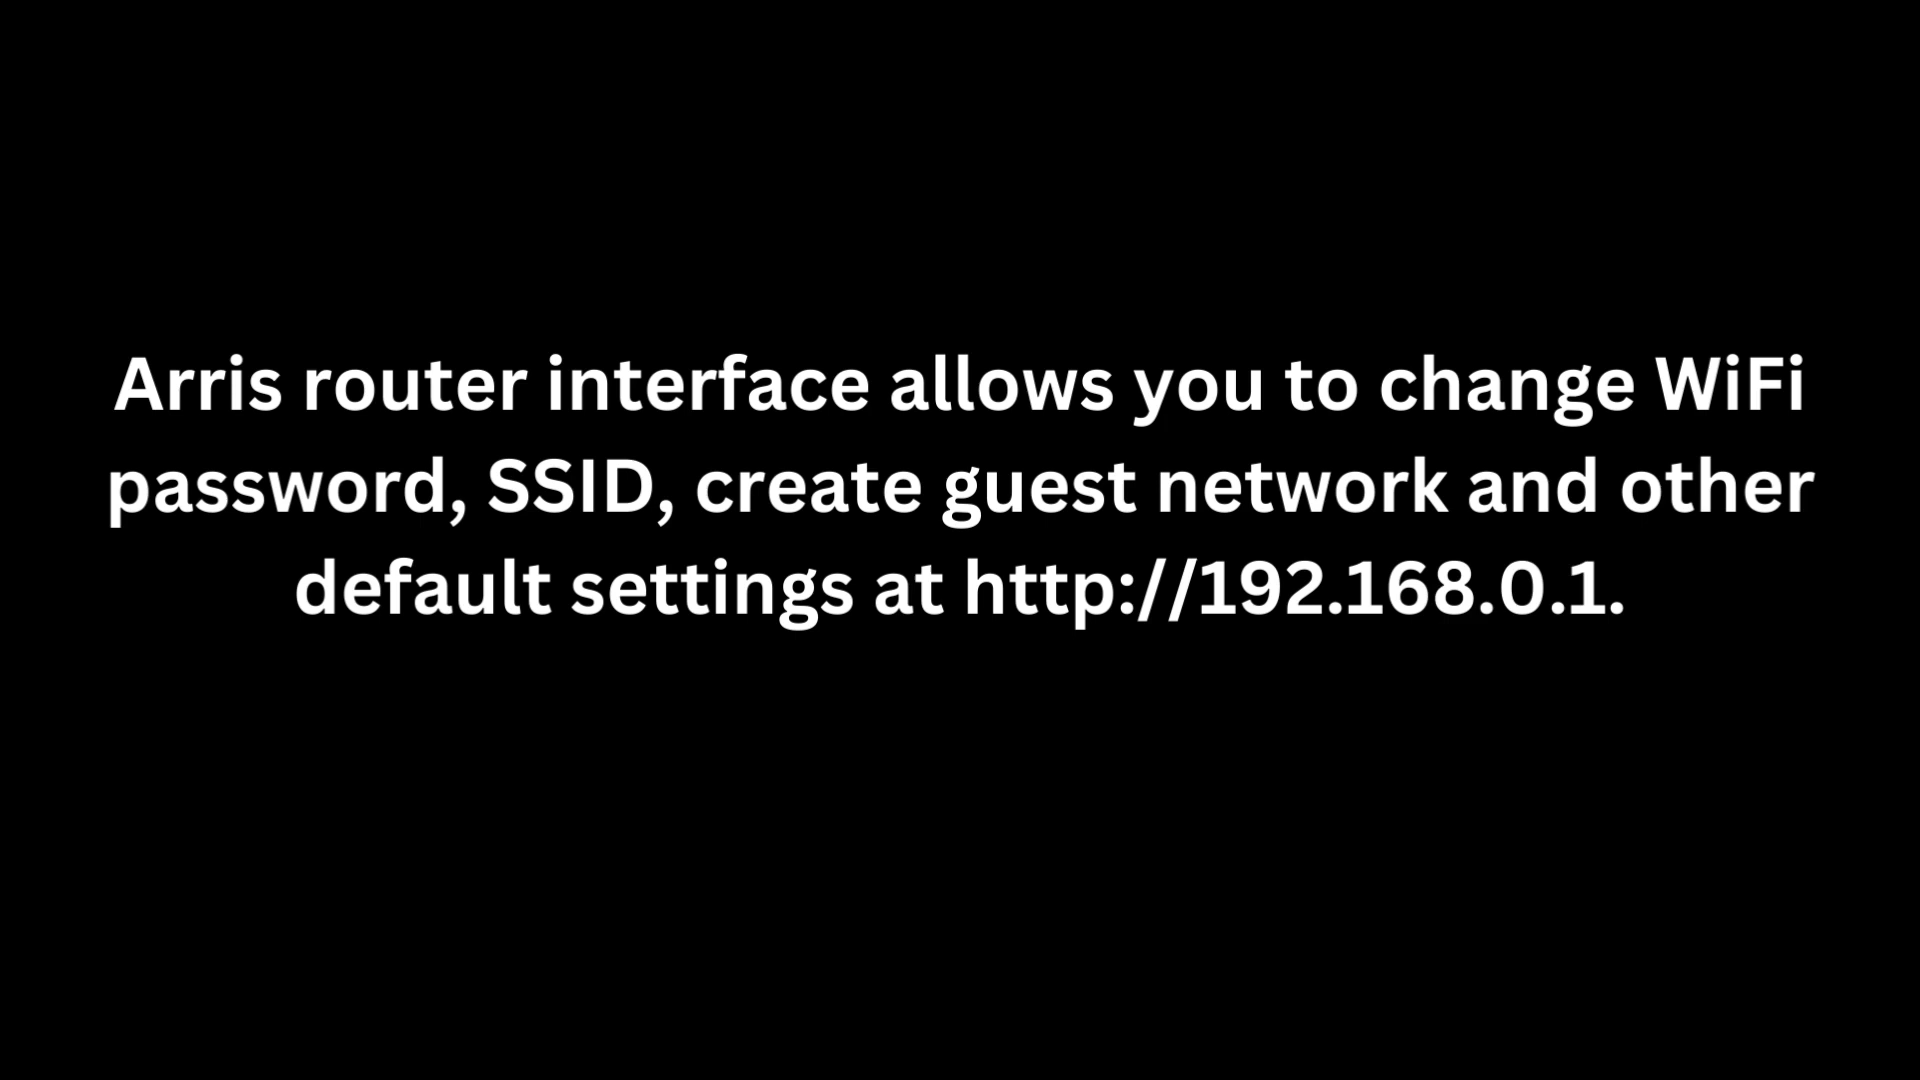 Arris router interface allows you to change WiFi
password, SSID, create guest network and other
default settings at http://192.168.0.1.